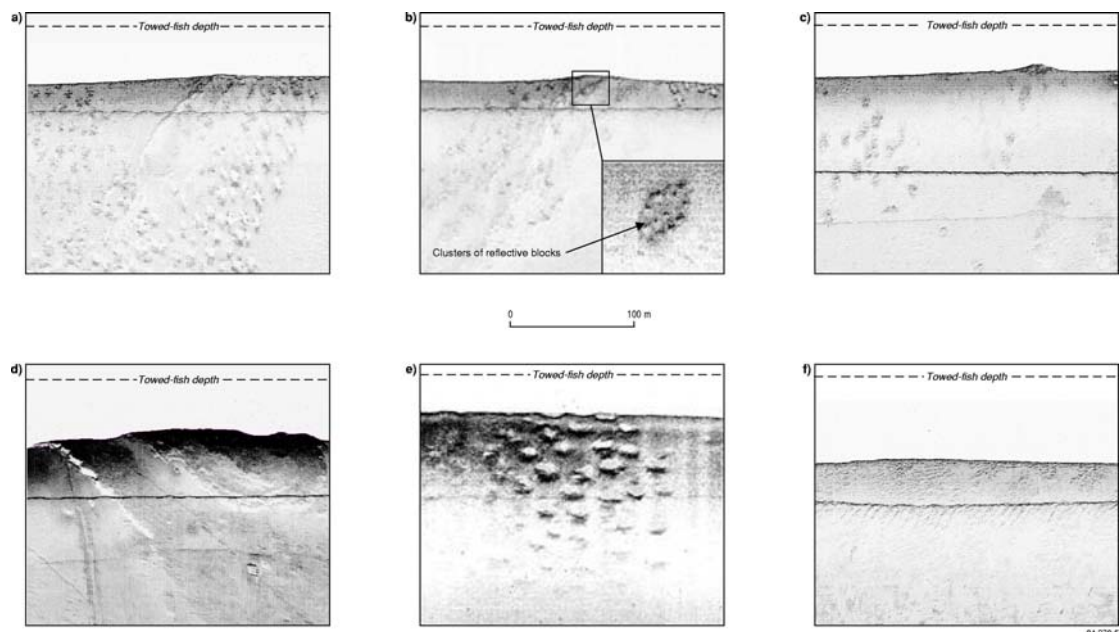 a)
Towed-fish depth
b)
Towed-fish depth
Clusters of reflective blocks
c)
Towed-fish depth
0 100 m
d)
Towed-fish depth
e)
Towed-fish depth
f)
Towed-fish depth